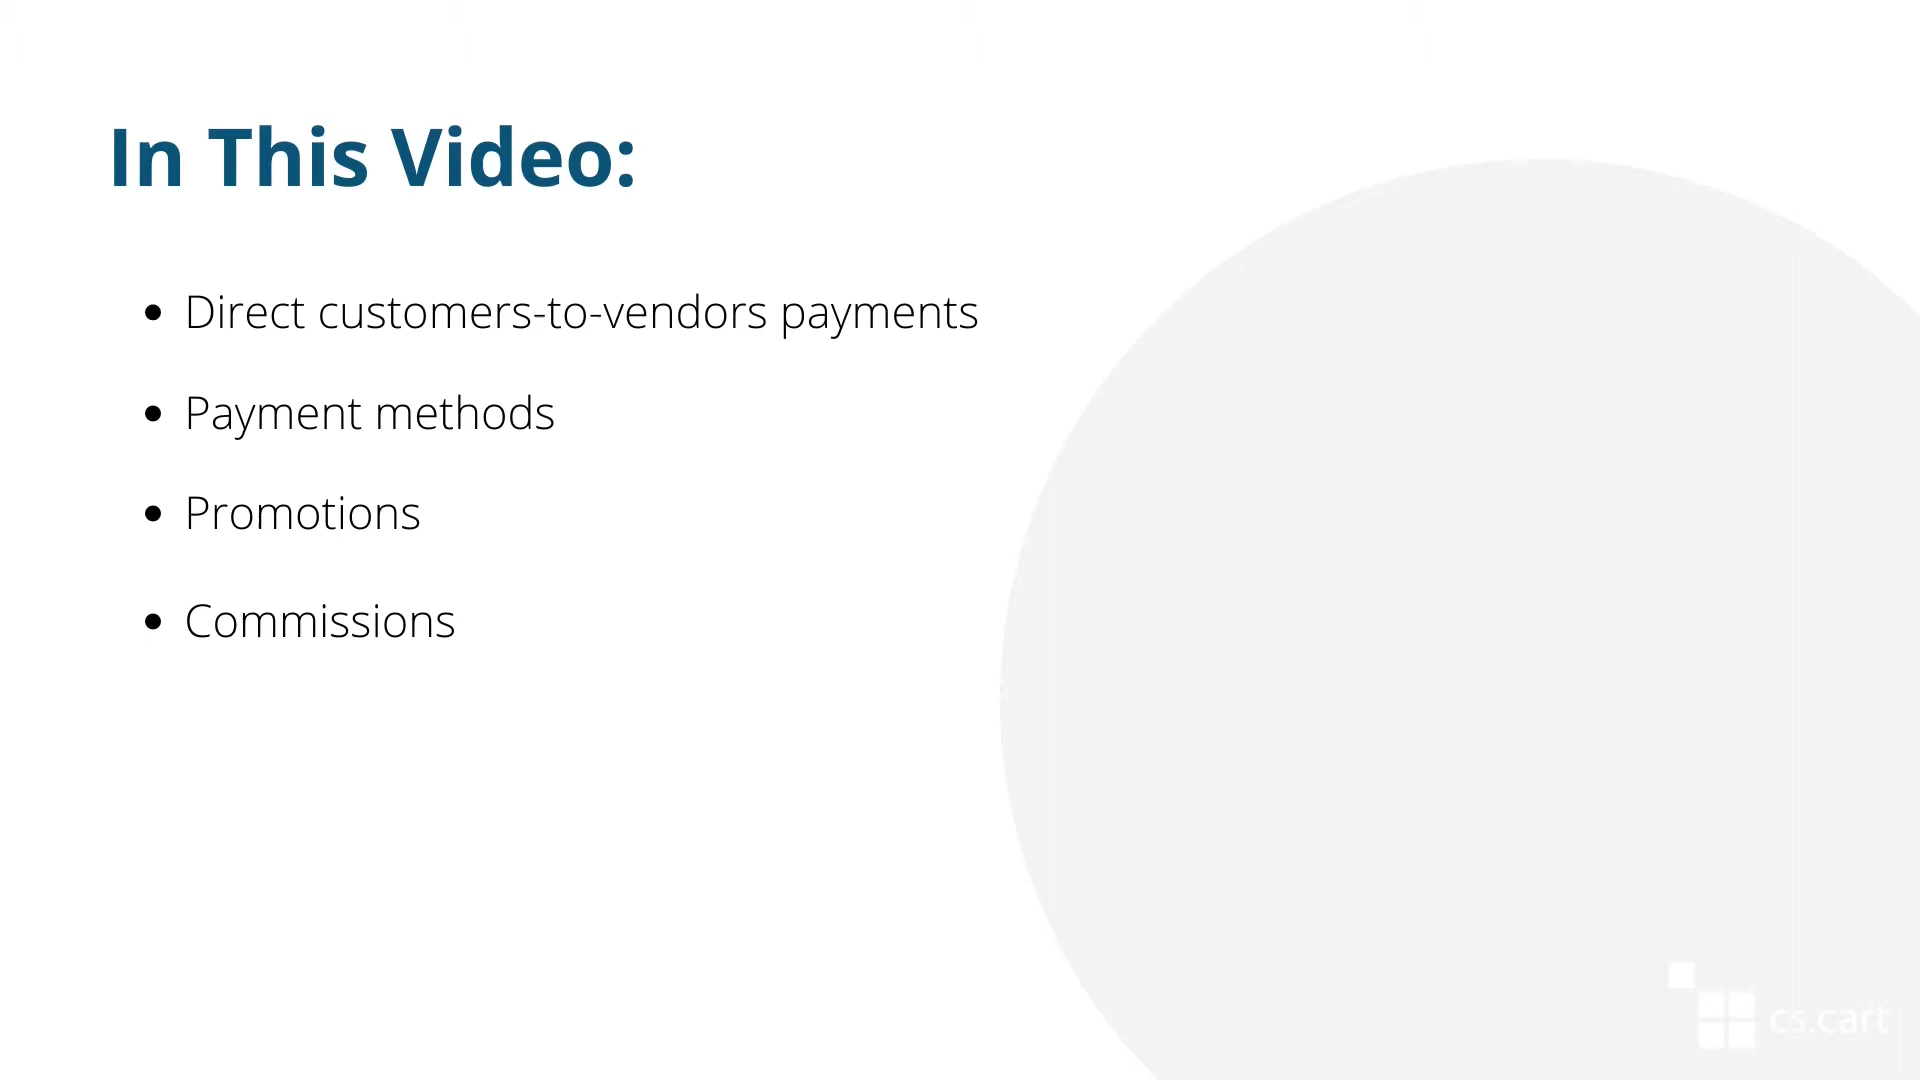 In This Video:
• Direct customers-to-vendors payments
• Payment methods
• Promotions
• Commissions
cs.cart